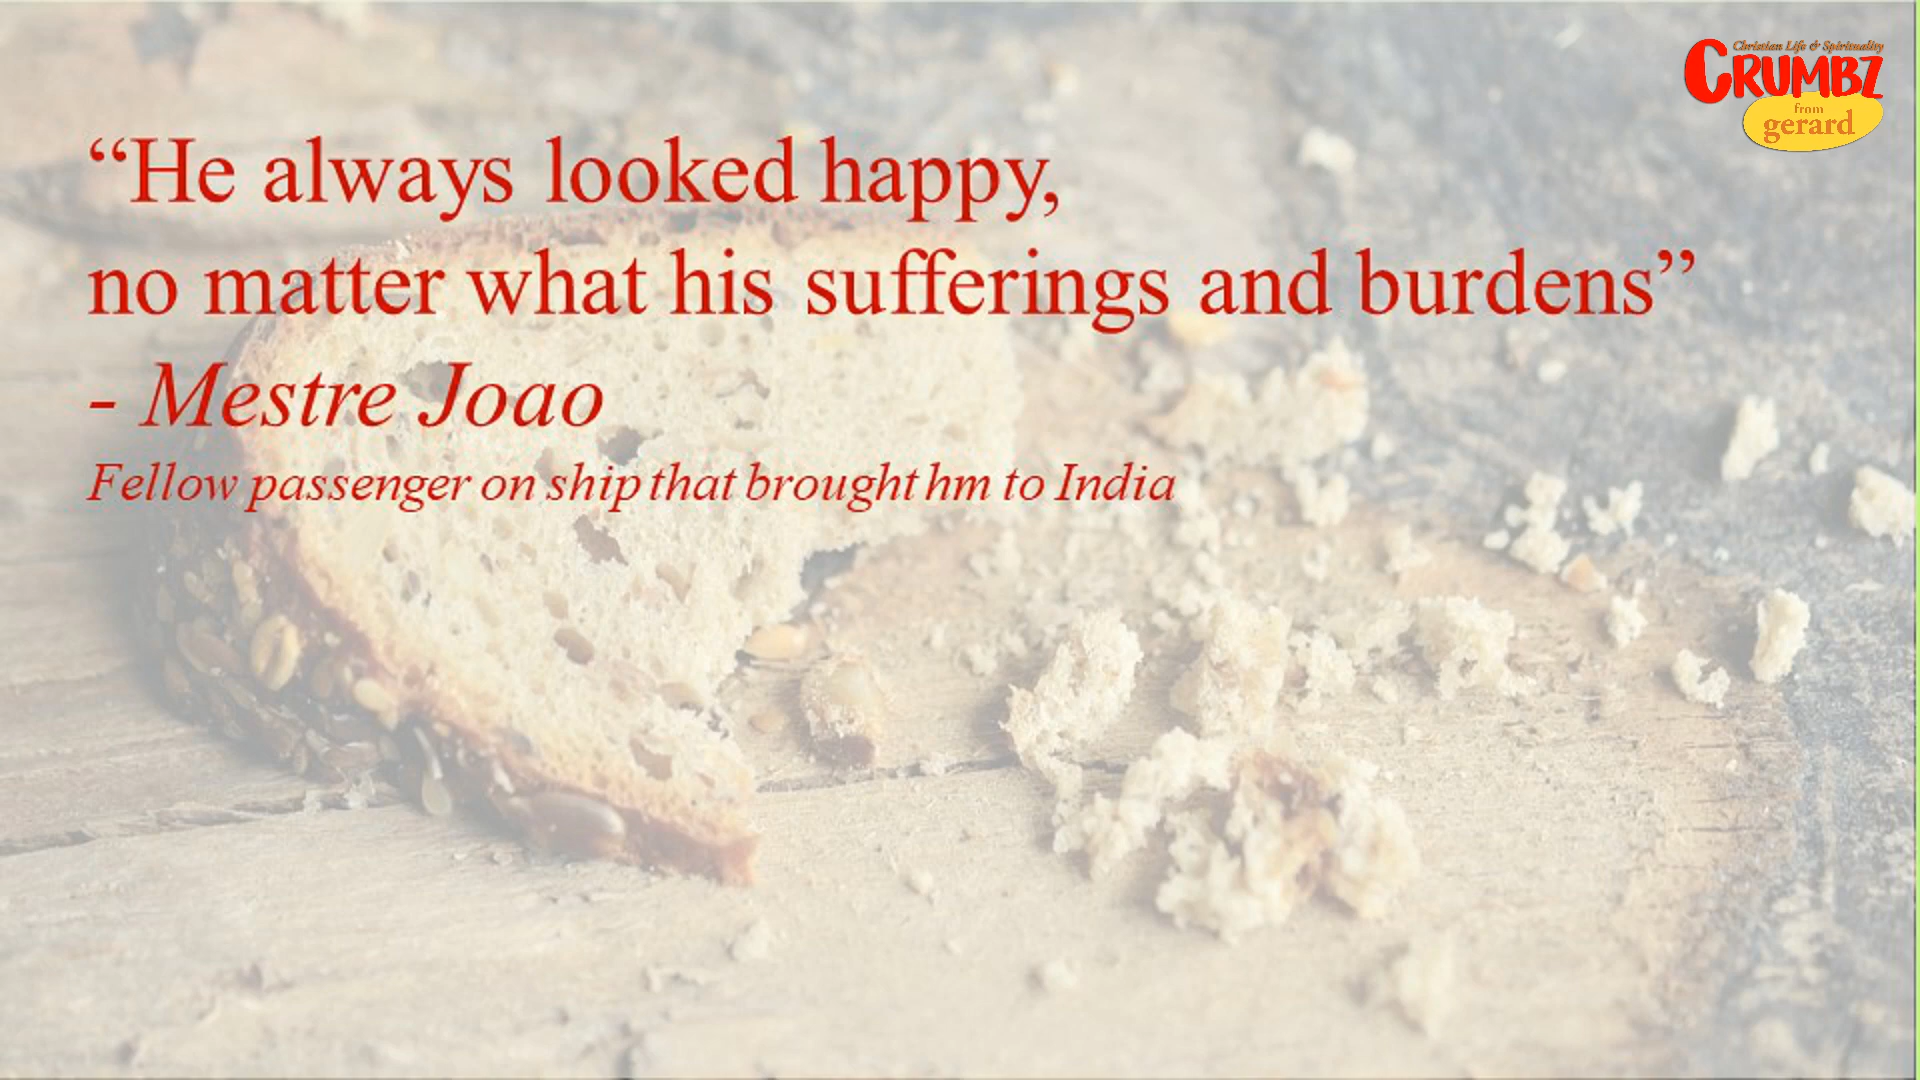 Christian Life & Spirituality
CRUMBZ
from
gerard
“He always looked happy,
no matter what his sufferings and burdens”
- Mestre Joao
Fellow passenger on ship that brought hm to India